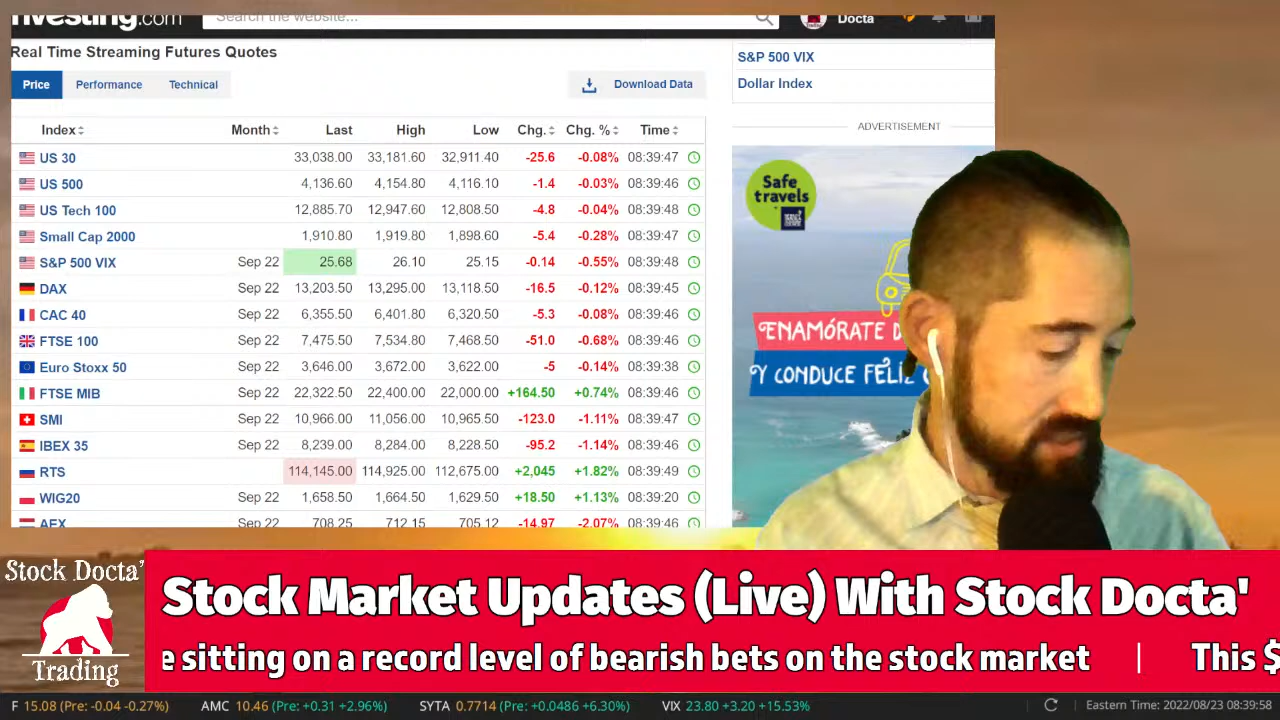 Investing.com
Search the website...
Docta
Real Time Streaming Futures Quotes
Price Performance Technical
Download Data
S&P 500 VIX
Dollar Index
ADVERTISEMENT
Index Month Last High Low Chg. Chg. % Time
US 30 33,038.00 33,181.60 32,911.40 -25.6 -0.08% 08:39:47
US 500 4,136.60 4,154.80 4,116.10 -1.4 -0.03% 08:39:46
US Tech 100 12,885.70 12,947.60 12,808.50 -4.8 -0.04% 08:39:48
Small Cap 2000 1,910.80 1,919.80 1,898.60 -5.4 -0.28% 08:39:47
S&P 500 VIX Sep 22 25.68 26.10 25.15 -0.14 -0.55% 08:39:48
DAX Sep 22 13,203.50 13,295.00 13,118.50 -16.5 -0.12% 08:39:45
CAC 40 Sep 22 6,355.50 6,401.80 6,320.50 -5.3 -0.08% 08:39:46
FTSE 100 Sep 22 7,475.50 7,534.80 7,468.50 -51.0 -0.68% 08:39:46
Euro Stoxx 50 Sep 22 3,646.00 3,672.00 3,622.00 -5 -0.14% 08:39:38
FTSE MIB Sep 22 22,322.50 22,400.00 22,000.00 +164.50 +0.74% 08:39:46
SMI Sep 22 10,966.00 11,056.00 10,965.50 -123.0 -1.11% 08:39:47
IBEX 35 Sep 22 8,239.00 8,284.00 8,228.50 -95.2 -1.14% 08:39:46
RTS 114,145.00 114,925.00 112,675.00 +2,045 +1.82% 08:39:49
WIG20 Sep 22 1,658.50 1,664.50 1,629.50 +18.50 +1.13% 08:39:20
AEX Sep 22 708.25 712.15 705.12 -14.97 -2.07% 08:39:46
Safe
travels
ENAMÓRATE D
Y CONDUCE FELIZ
Stock Docta'
Trading
Stock Market Updates (Live) With Stock Docta'
e sitting on a record level of bearish bets on the stock market | This $
F 15.08 (Pre: -0.04 -0.27%) AMC 10.46 (Pre: +0.31 +2.96%) SYTA 0.7714 (Pre: +0.0486 +6.30%) VIX 23.80 +3.20 +15.53% Eastern Time: 2022/08/23 08:39:58